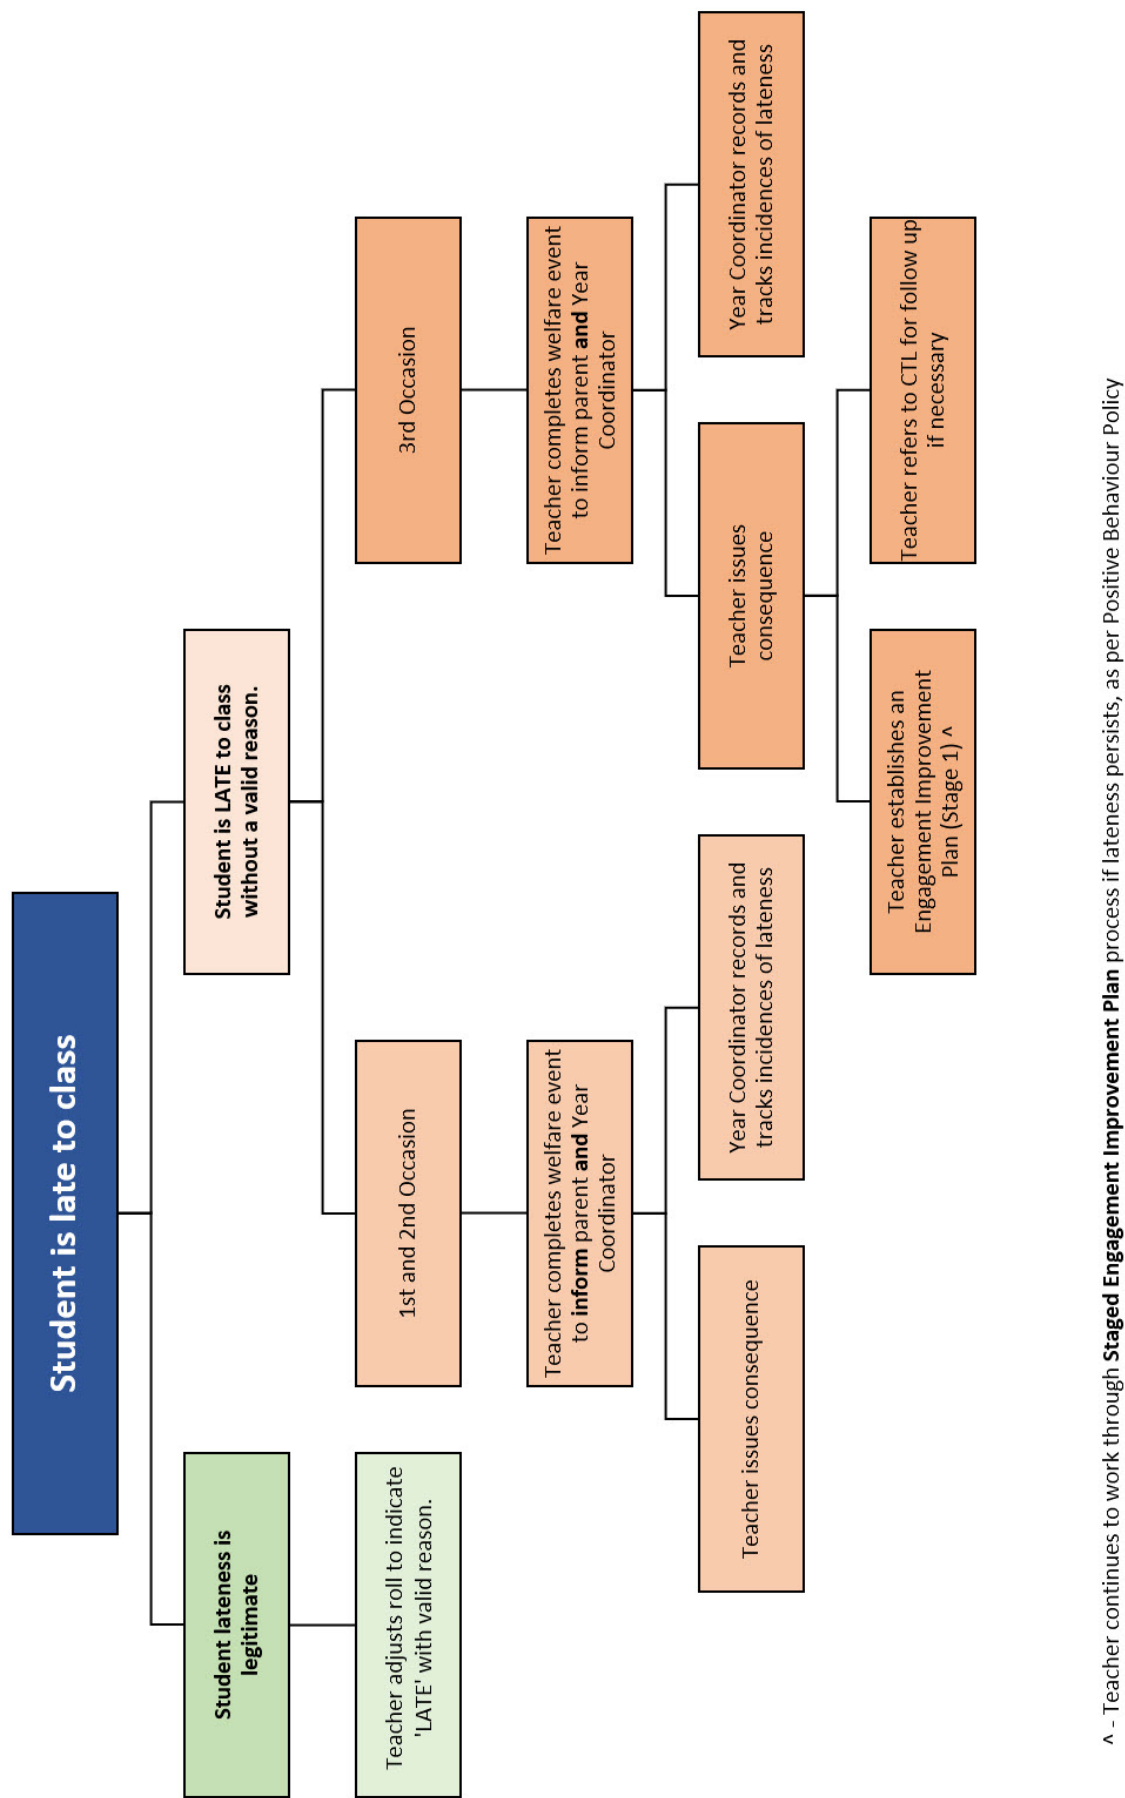 Student is late to class
Student lateness is
legitimate
Student is LATE to class
without a valid reason.
Teacher adjusts roll to indicate
'LATE' with valid reason.
1st and 2nd Occasion
3rd Occasion
Teacher completes welfare event
to inform parent and Year
Coordinator
Teacher completes welfare event
to inform parent and Year
Coordinator
Teacher issues consequence
Year Coordinator records and
tracks incidences of lateness
Teacher issues
consequence
Year Coordinator records and
tracks incidences of lateness
Teacher establishes an
Engagement Improvement
Plan (Stage 1) ^
Teacher refers to CTL for follow up
if necessary
^ - Teacher continues to work through Staged Engagement Improvement Plan process if lateness persists, as per Positive Behaviour Policy